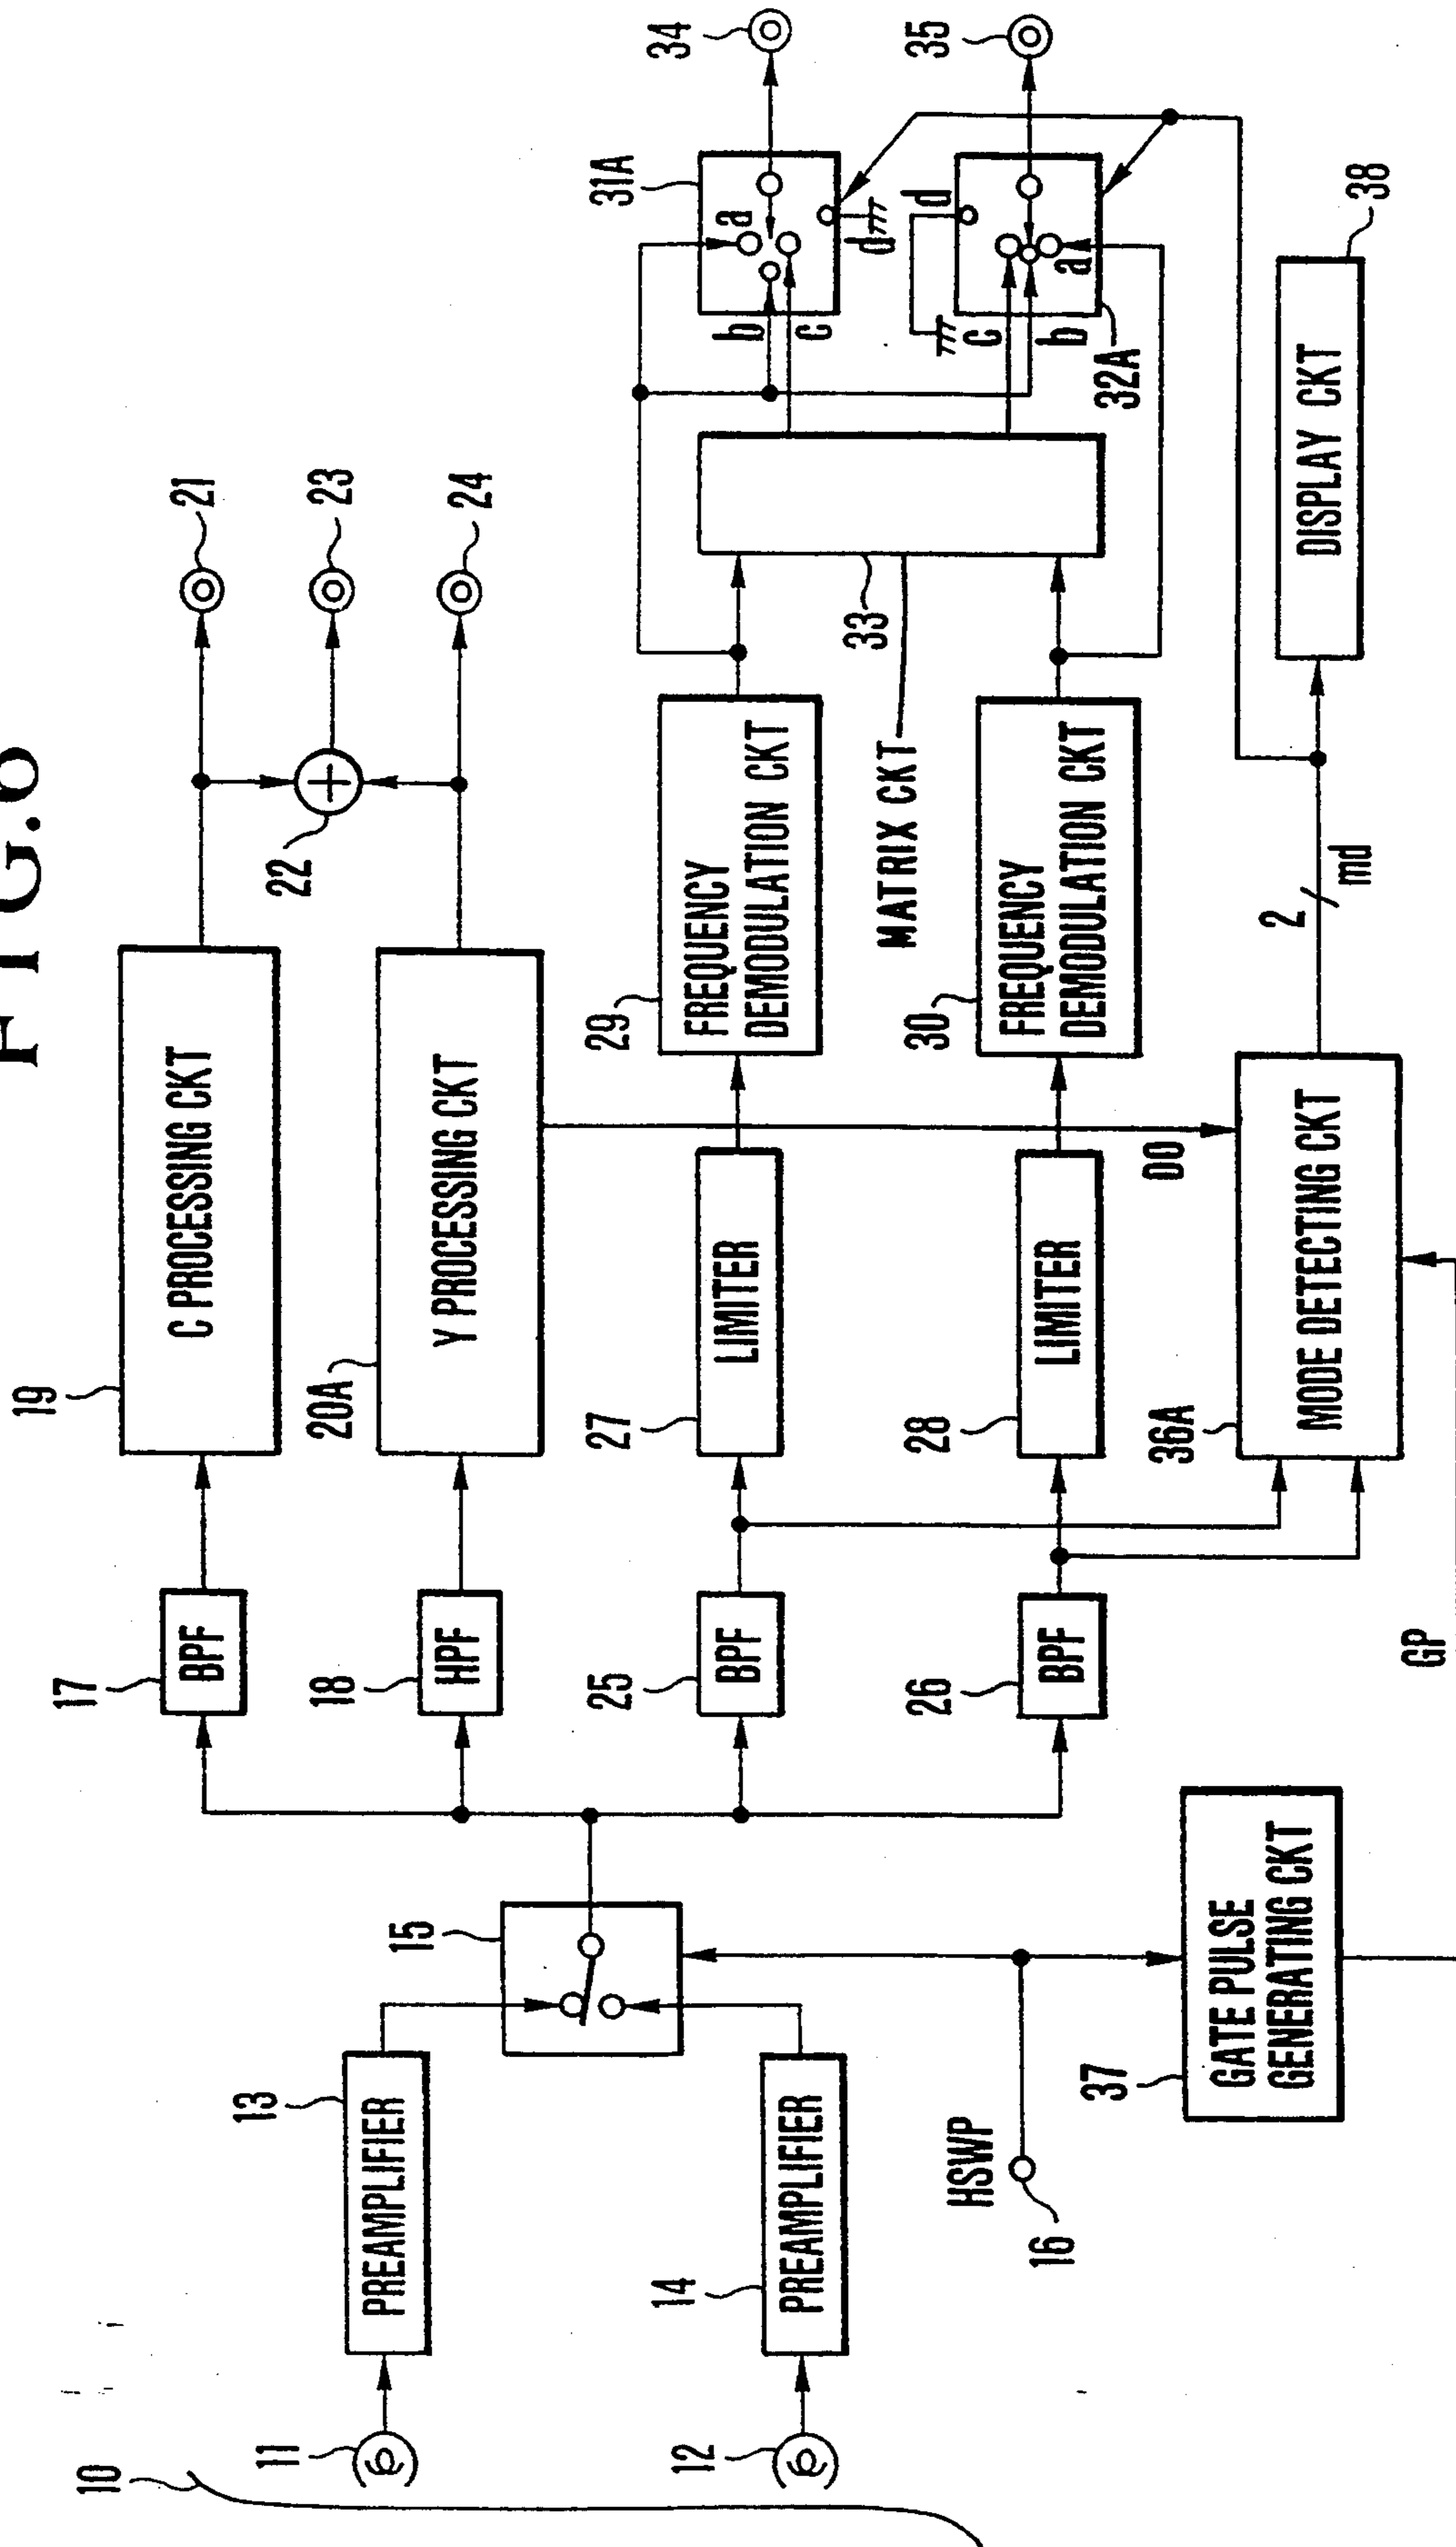 FIG.6
10
11
12
PREAMPLIFIER
13
PREAMPLIFIER
14
15
HSWP
16
GATE PULSE
GENERATING CKT
37
GP
17
BPF
18
HPF
25
BPF
26
BPF
19
C PROCESSING CKT
20A
Y PROCESSING CKT
27
LIMITER
28
LIMITER
36A
MODE DETECTING CKT
DO
2
md
22
21
23
24
29
FREQUENCY
DEMODULATION CKT
30
FREQUENCY
DEMODULATION CKT
MATRIX CKT
33
31A
a
b
c
d
32A
d
c
b
a
34
35
DISPLAY CKT
38